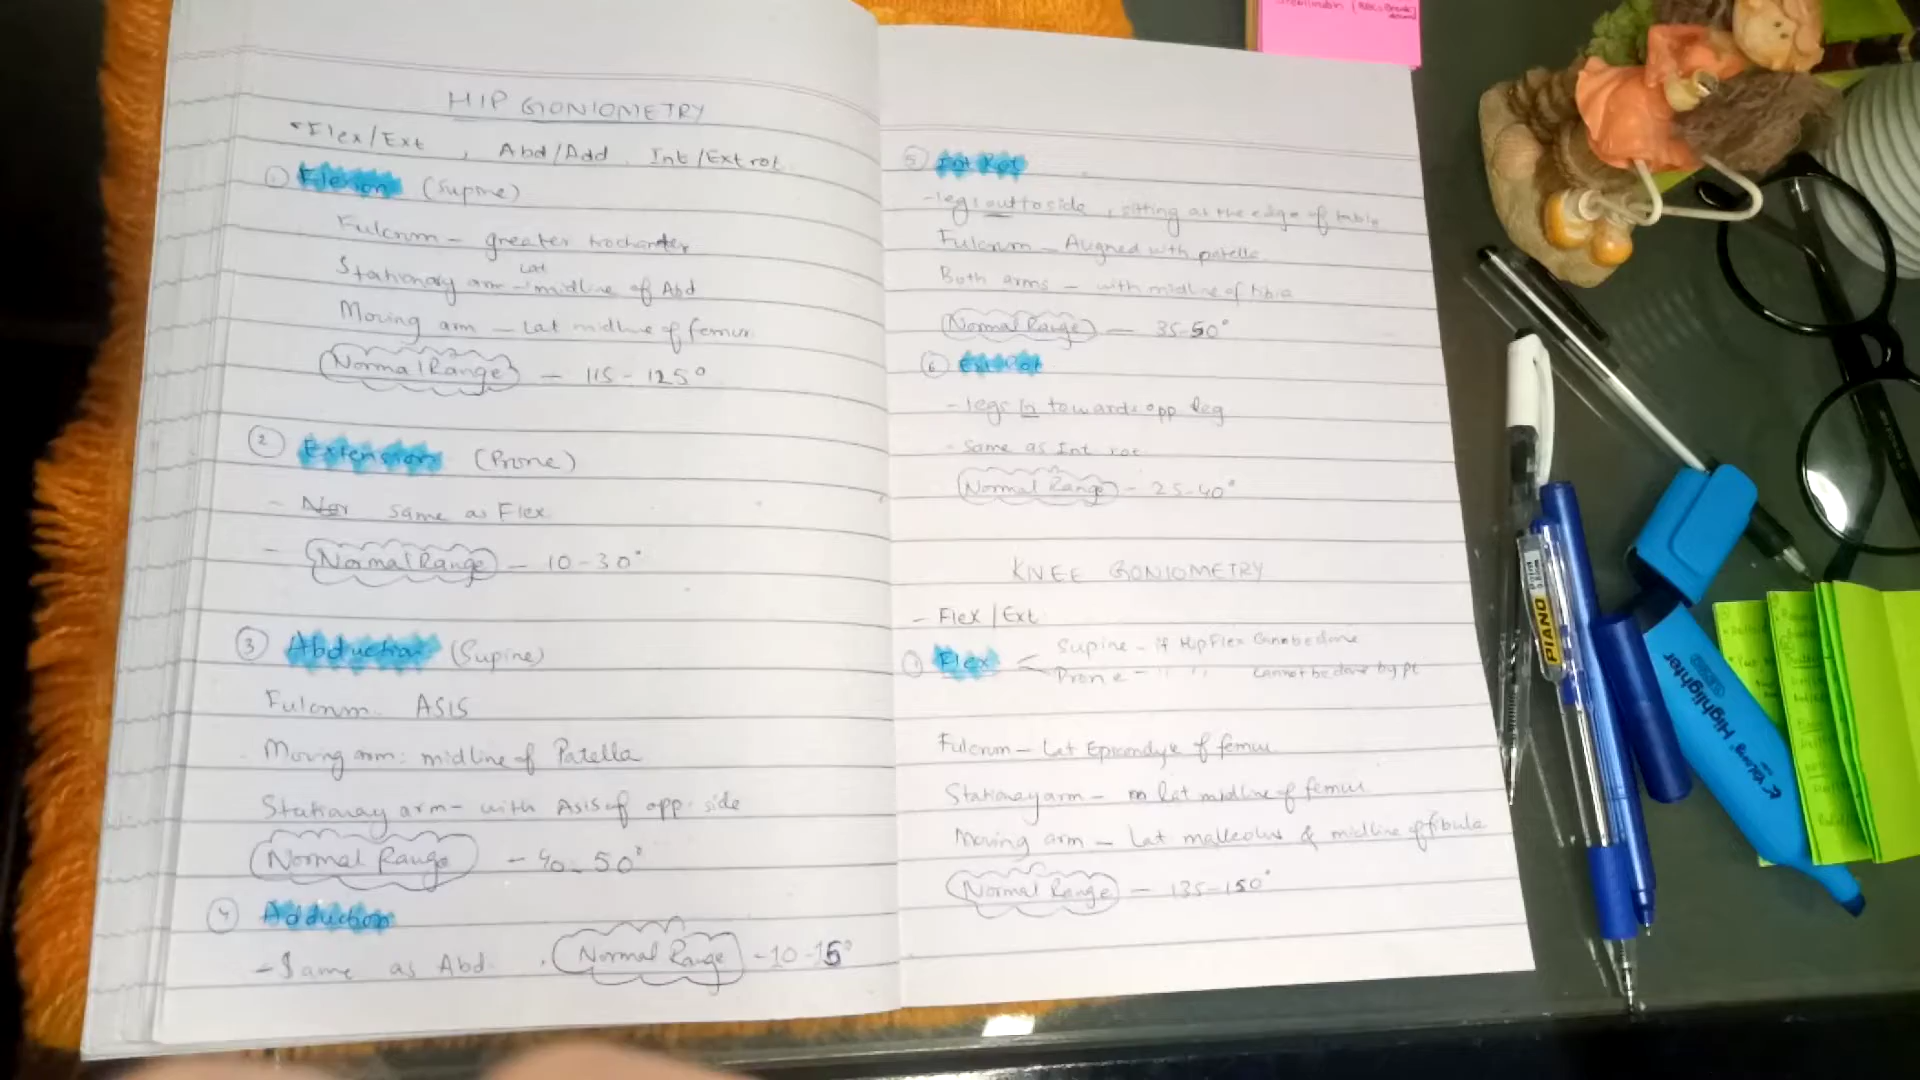 HIP GONIOMETRY
Flex/Ext , Abd/Add, Int/Ext rot
1 Flexion (Supine)
Fulcrum - greater trochanter
Stationary arm - Lat midline of Abd
Moving arm - Lat midline of femur
Normal Range - 115 - 125°
2 Extension (Prone)
- same as Flex
- Normal Range - 10-30°
3 Abduction (Supine)
Fulcrum. ASIS
Moving arm: midline of Patella
Stationary arm - with ASIS of opp. side
Normal Range - 40-50°
4 Adduction
- Same as Abd. Normal Range - 10-15°
5 Int Rot
- legs out to side, sitting at the edge of table
Fulcrum - Aligned with patella
Both arms - with midline of tibia
Normal Range - 35-50°
6 Ext Rot
- legs In towards opp leg
- Same as Int rot
Normal Range - 25-40°
KNEE GONIOMETRY
- Flex/Ext
1 Flex < Supine - if Hip Flex can be done
Prone - " " cannot be done by pt
Fulcrum - Lat Epicondyle of femur
Stationary arm - Lat midline of femur
Moving arm - Lat malleolus & midline of fibula
Normal Range - 135-150°
PIANO
Highlighter